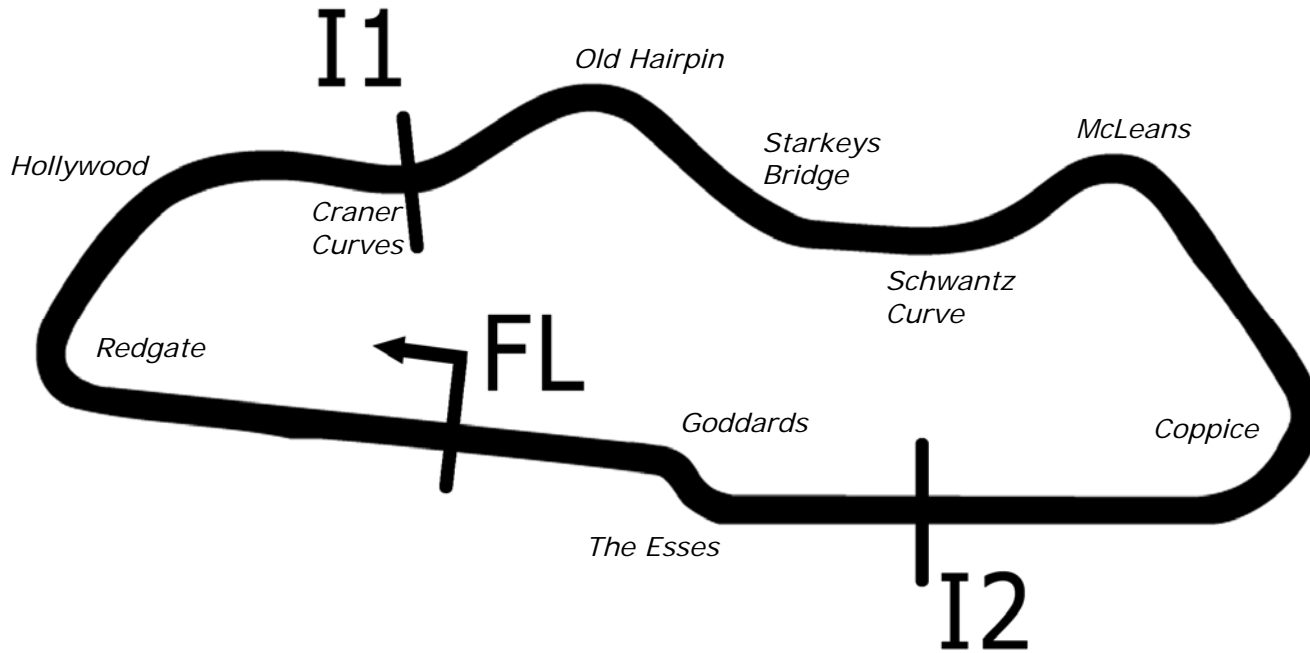 I1
Old Hairpin
McLeans
Starkeys
Bridge
Hollywood
Craner
Curves
Schwantz
Curve
Redgate
FL
Goddards
Coppice
The Esses
I2